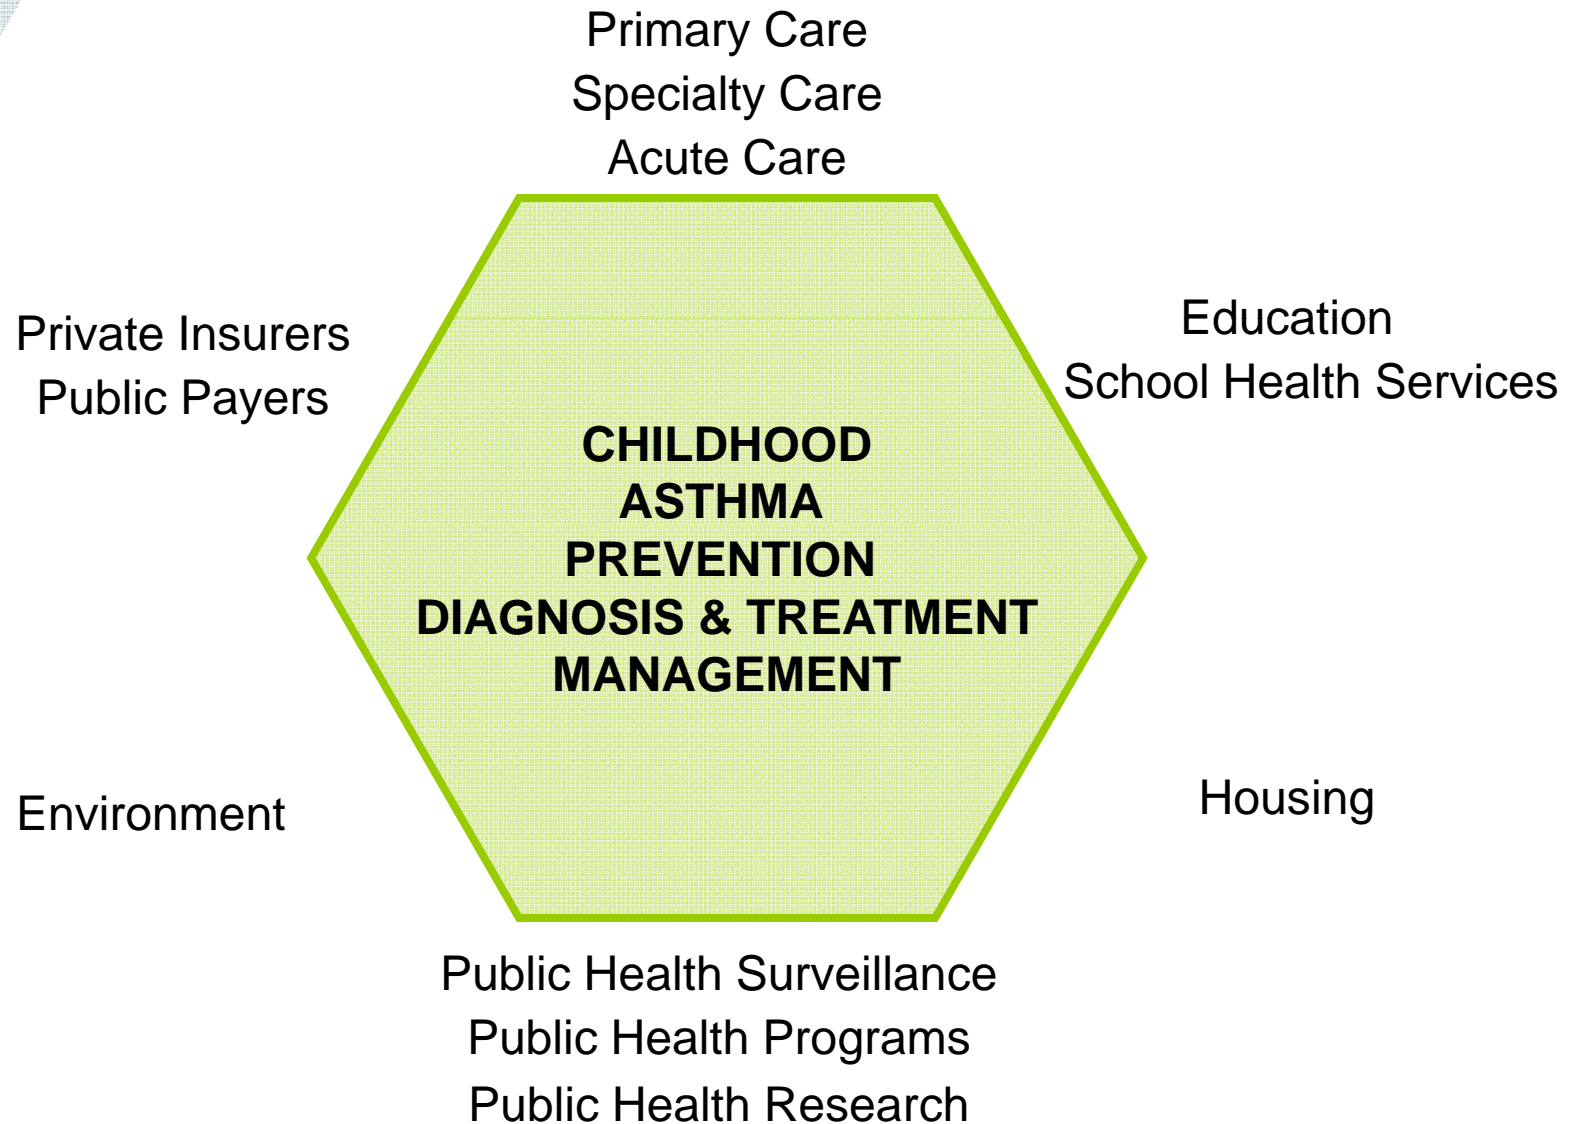 Primary Care
Specialty Care
Acute Care
Private Insurers
Public Payers
Education
School Health Services
CHILDHOOD
ASTHMA
PREVENTION
DIAGNOSIS & TREATMENT
MANAGEMENT
Environment
Housing
Public Health Surveillance
Public Health Programs
Public Health Research